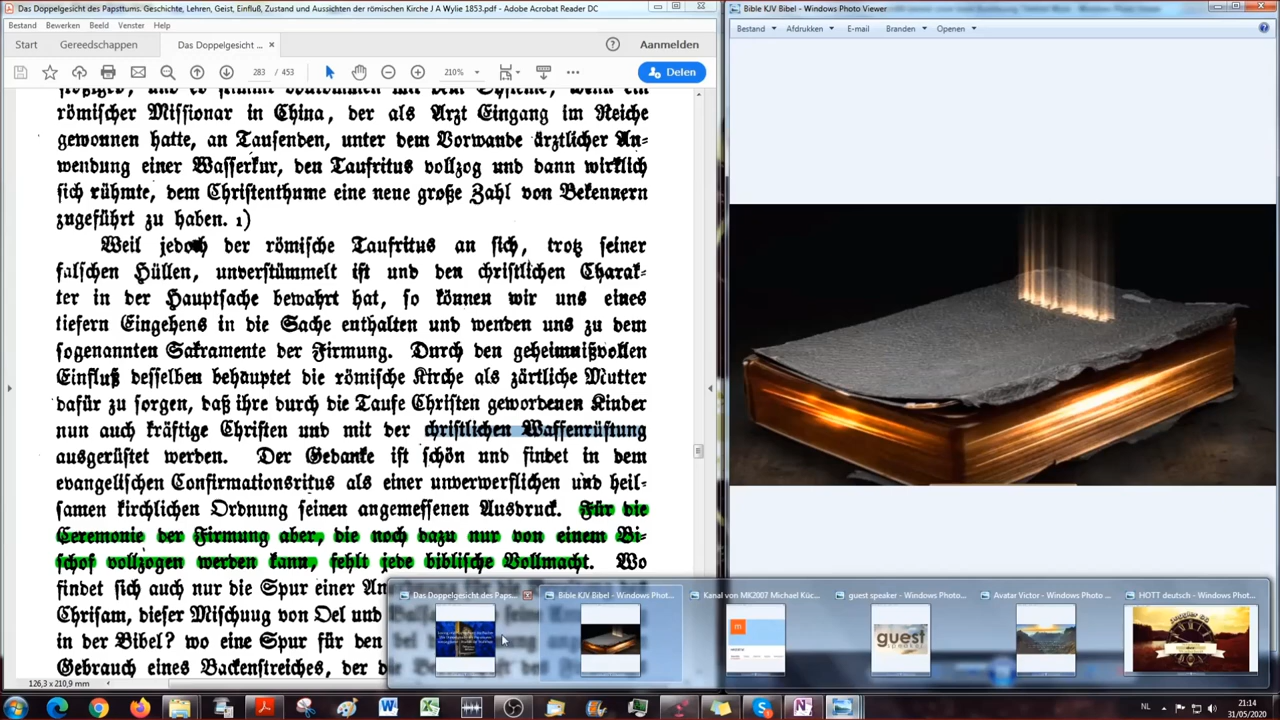 Das Doppelgesicht des Papsttums. Geschichte, Lehren, Geist, Einfluß, Zustand und Aussichten der römischen Kirche J A Wylie 1853.pdf - Adobe Acrobat Reader DC
Bestand Bewerken Beeld Venster Help
Start Gereedschappen Das Doppelgesicht ... × Aanmelden
283 / 453 210% Delen
römischer Missionar in China, der als Arzt Eingang im Reiche
gewonnen hatte, an Tausenden, unter dem Vorwande ärztlicher An-
wendung einer Wasserkur, den Taufritus vollzog und dann wirklich
sich rühmte, dem Christenthume eine neue große Zahl von Bekennern
zugeführt zu haben. 1)
Weil jedoch der römische Taufritus an sich, trotz seiner
falschen Hüllen, unverstümmelt ist und den christlichen Charak-
ter in der Hauptsache bewahrt hat, so können wir uns eines
tiefern Eingehens in die Sache enthalten und wenden uns zu dem
sogenannten Sakramente der Firmung. Durch den geheimnißvollen
Einfluß desselben behauptet die römische Kirche als zärtliche Mutter
dafür zu sorgen, daß ihre durch die Taufe Christen gewordenen Kinder
nun auch kräftige Christen und mit der christlichen Waffenrüstung
ausgerüstet werden. Der Gedanke ist schön und findet in dem
evangelischen Confirmationsritus als einer unverwerflichen und heil-
samen kirchlichen Ordnung seinen angemessenen Ausdruck. Für die
Ceremonie der Firmung aber, die noch dazu nur von einem Bi-
schof vollzogen werden kann, fehlt jede biblische Vollmacht. Wo
findet sich auch nur die Spur einer
Chrisam, dieser Mischung von Oel und
in der Bibel? wo eine Spur für den
Gebrauch eines Backenstreiches, der
126,3 x 210,9 mm
Bible KJV Bibel - Windows Photo Viewer
Bestand Afdrukken E-mail Branden Openen
Das Doppelgesicht des Paps...
Bible KJV Bibel - Windows Phot...
Kanal von MK2007 Michael Küc...
guest speaker - Windows Photo...
Avatar Victor - Windows Photo ...
HOTT deutsch - Windows Phot...
guest
speaker
NL
21:14
31/05/2020